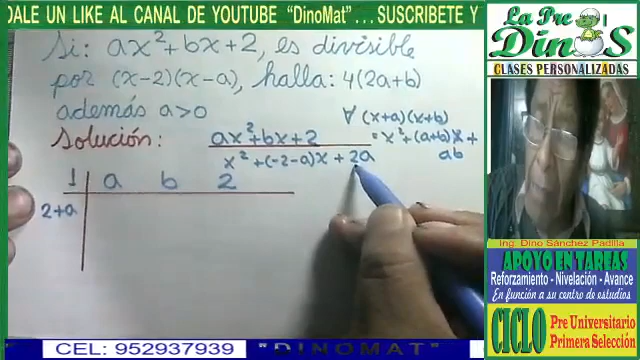 DALE UN LIKE AL CANAL DE YOUTUBE "DinoMat"... SUSCRIBETE Y
La Pre
DinoS
CLASES PERSONALIZADAS
Si: ax²+bx+2, es divisible
por (x-2)(x-a), halla: 4(2a+b)
además a>0
∀ (x+a)(x+b)
= x²+(a+b)x+
ab
Solución:
ax²+bx+2
x²+(-2-a)x+2a
1 a b 2
2+a
Ing. Dino Sánchez Padilla
APOYO EN TAREAS
Reforzamiento - Nivelación - Avance
En función a su centro de estudios
CICLO Pre Universitario
Primera Selección
CEL: 952937939 "DINOMAT"